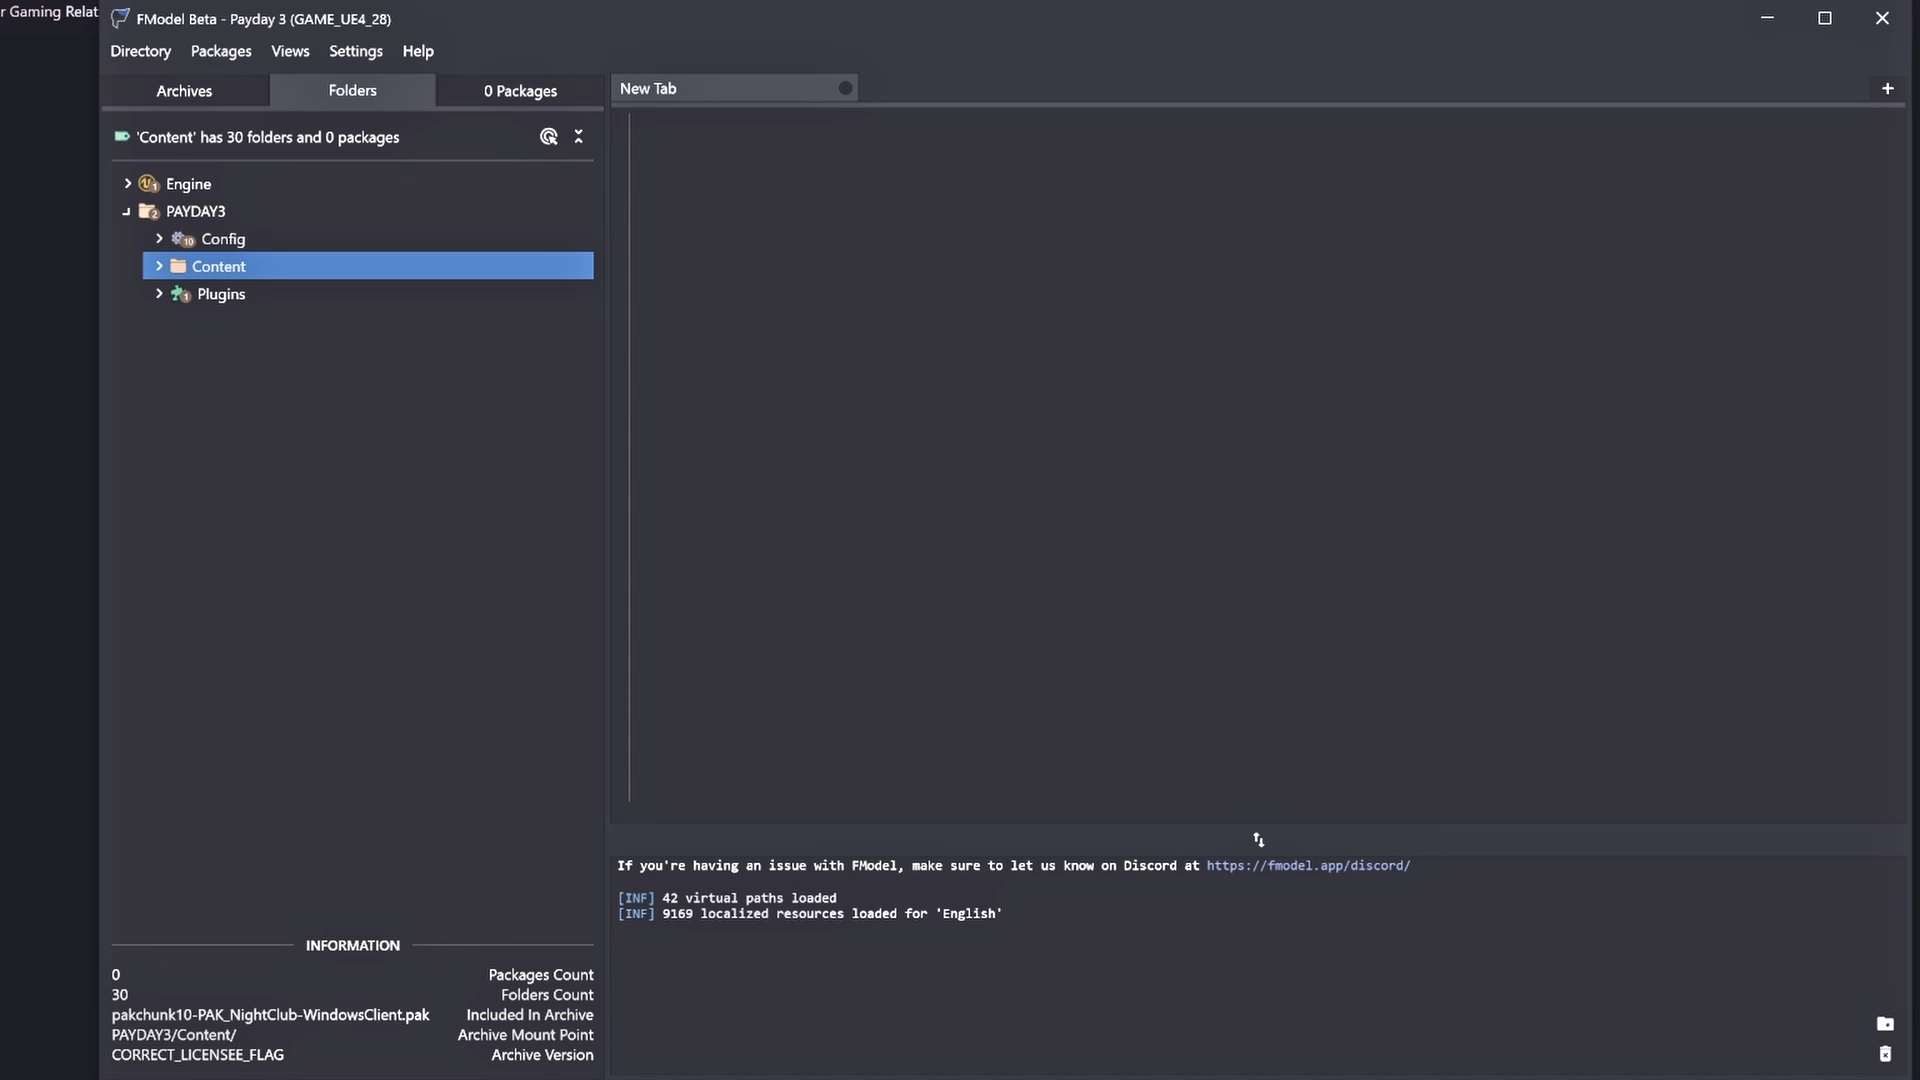 r Gaming Relat
FModel Beta - Payday 3 (GAME_UE4_28)
Directory Packages Views Settings Help
Archives Folders 0 Packages
New Tab
'Content' has 30 folders and 0 packages
1 Engine
2 PAYDAY3
10 Config
Content
1 Plugins
If you're having an issue with FModel, make sure to let us know on Discord at https://fmodel.app/discord/
[INF] 42 virtual paths loaded
[INF] 9169 localized resources loaded for 'English'
INFORMATION
0 Packages Count
30 Folders Count
pakchunk10-PAK_NightClub-WindowsClient.pak Included In Archive
PAYDAY3/Content/ Archive Mount Point
CORRECT_LICENSEE_FLAG Archive Version